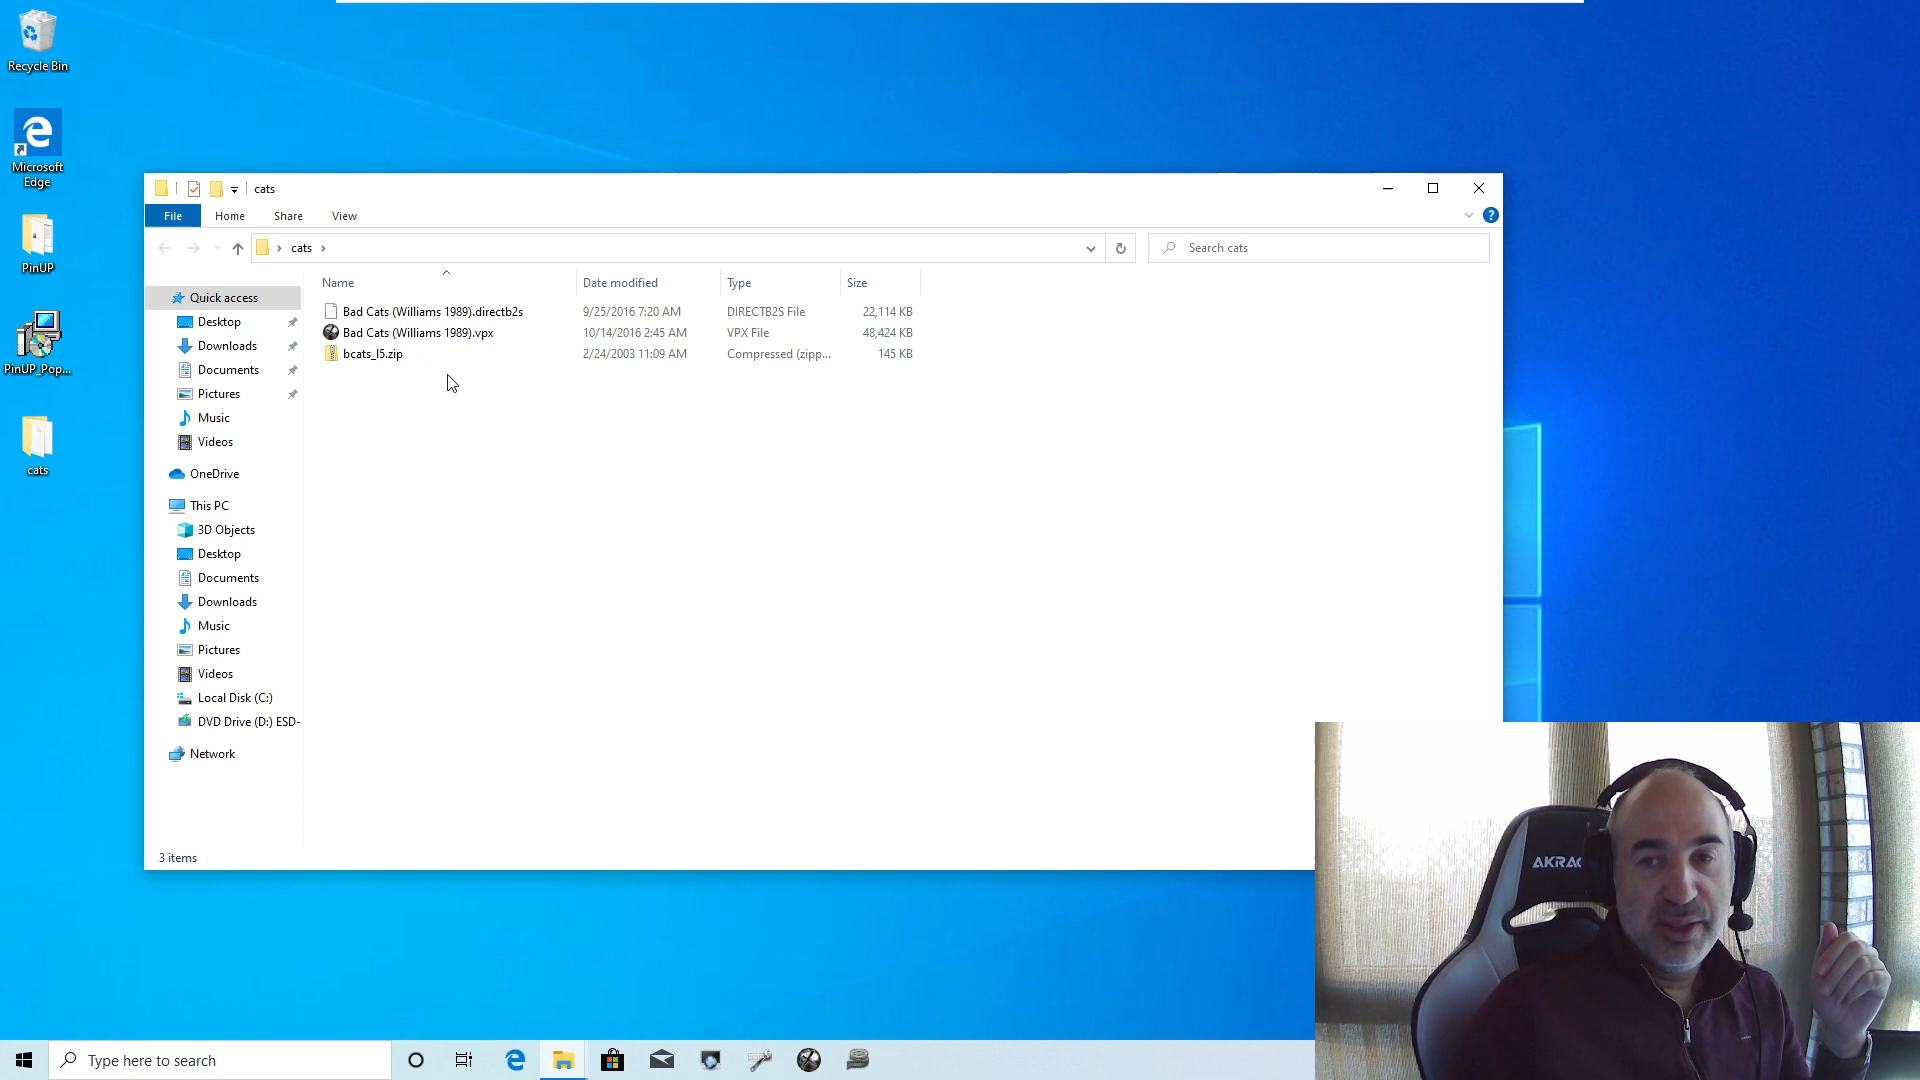 Recycle Bin
Microsoft
Edge
PinUP
PinUP_Pop...
cats
cats
File
Home
Share
View
?
cats
Search cats
Name
Date modified
Type
Size
Bad Cats (Williams 1989).directb2s
9/25/2016 7:20 AM
DIRECTB2S File
22,114 KB
Bad Cats (Williams 1989).vpx
10/14/2016 2:45 AM
VPX File
48,424 KB
bcats_l5.zip
2/24/2003 11:09 AM
Compressed (zipp...
145 KB
Quick access
Desktop
Downloads
Documents
Pictures
Music
Videos
OneDrive
This PC
3D Objects
Desktop
Documents
Downloads
Music
Pictures
Videos
Local Disk (C:)
DVD Drive (D:) ESD-
Network
3 items
AKRAC
Type here to search